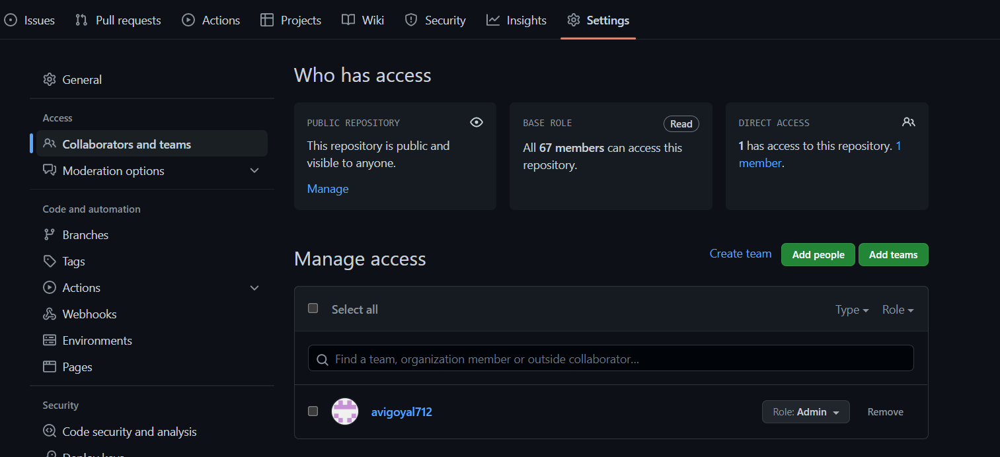 Issues Pull requests Actions Projects Wiki Security Insights Settings
General
Access
Collaborators and teams
Moderation options
Code and automation
Branches
Tags
Actions
Webhooks
Environments
Pages
Security
Code security and analysis
Deploy keys
Who has access
PUBLIC REPOSITORY
This repository is public and
visible to anyone.
Manage
BASE ROLE Read
All 67 members can access this
repository.
DIRECT ACCESS
1 has access to this repository. 1
member.
Manage access Create team Add people Add teams
Select all Type Role
Find a team, organization member or outside collaborator...
avigoyal712 Role: Admin Remove